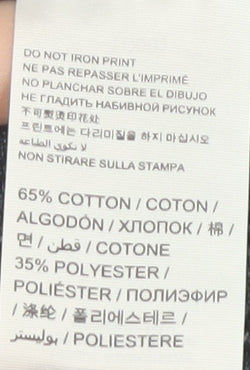 DO NOT IRON PRINT
NE PAS REPASSER L'IMPRIMÉ
NO PLANCHAR SOBRE EL DIBUJO
НЕ ГЛАДИТЬ НАБИВНОЙ РИСУНОК
不可熨烫印花处
프린트에는 다리미질을 하지 마십시오
لا تكوي الطباعه
NON STIRARE SULLA STAMPA
65% COTTON / COTON /
ALGODÓN / ХЛОПОК / 棉 /
면 / قطن / COTONE
35% POLYESTER /
POLIÉSTER / ПОЛИЭФИР
/ 涤纶 / 폴리에스테르 /
بوليستر / POLIESTERE